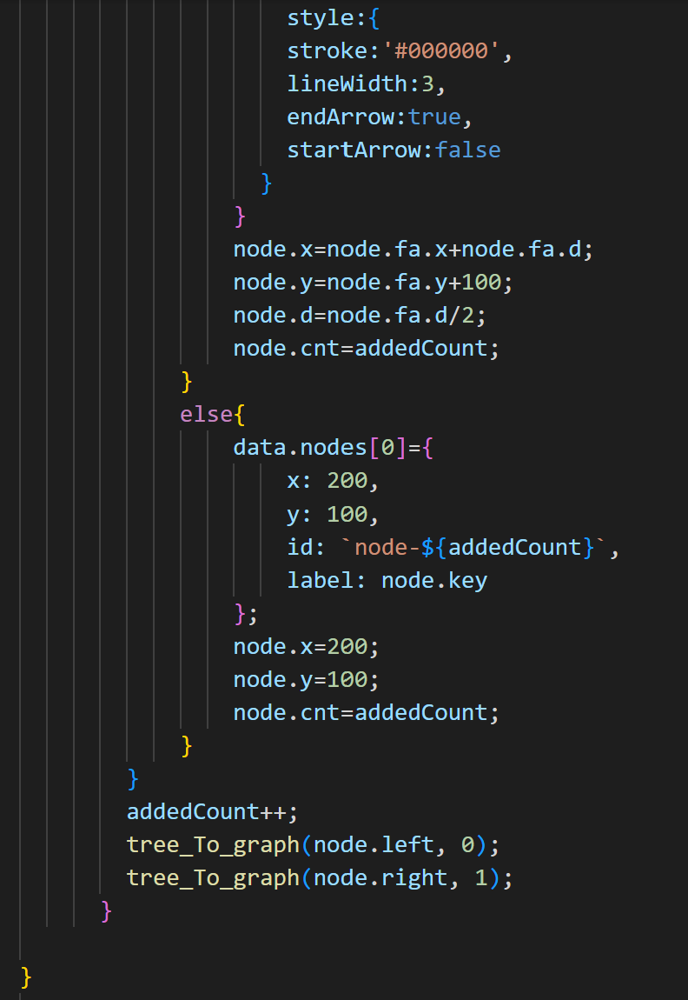 style:{
stroke:'#000000',
lineWidth:3,
endArrow:true,
startArrow:false
}
}
node.x=node.fa.x+node.fa.d;
node.y=node.fa.y+100;
node.d=node.fa.d/2;
node.cnt=addedCount;
}
else{
data.nodes[0]={
x: 200,
y: 100,
id: `node-${addedCount}`,
label: node.key
};
node.x=200;
node.y=100;
node.cnt=addedCount;
}
}
addedCount++;
tree_To_graph(node.left, 0);
tree_To_graph(node.right, 1);
}
}